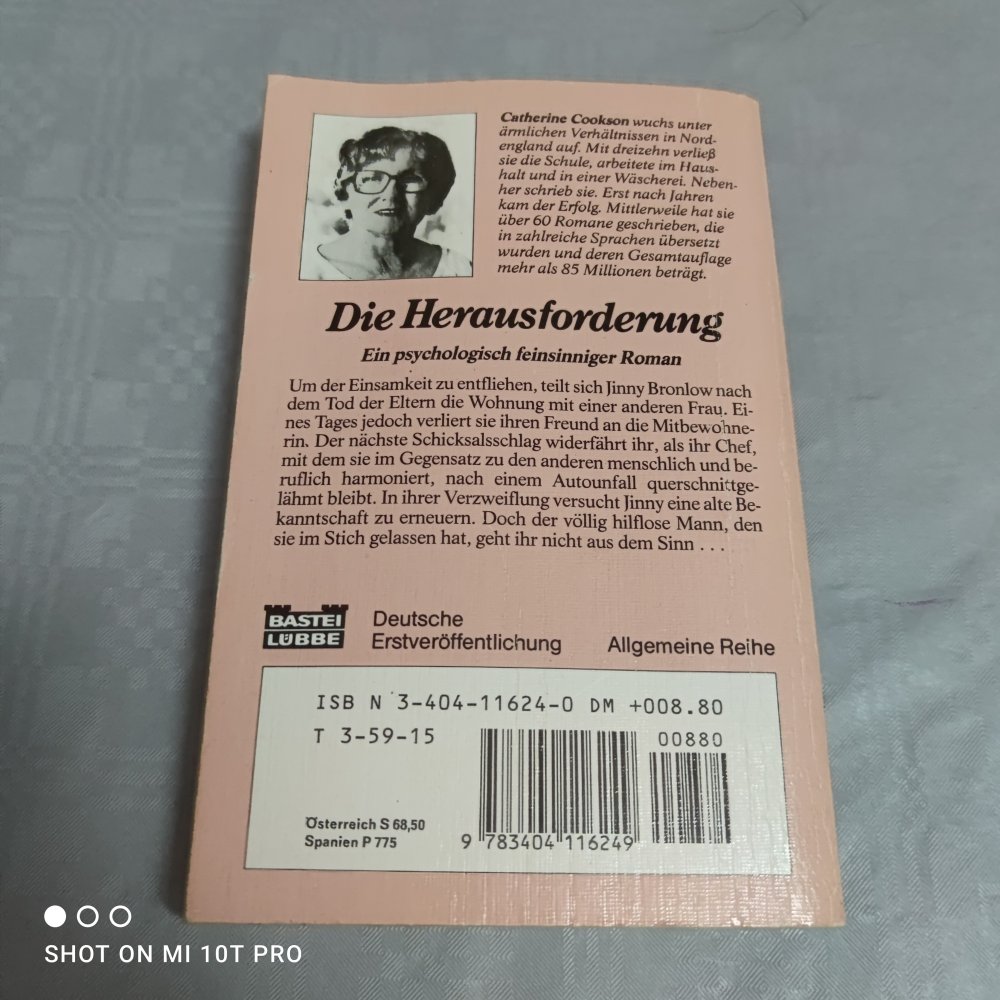 Catherine Cookson wuchs unter
ärmlichen Verhältnissen in Nord-
england auf. Mit dreizehn verließ
sie die Schule, arbeitete im Haus-
halt und in einer Wäscherei. Neben-
her schrieb sie. Erst nach Jahren
kam der Erfolg. Mittlerweile hat sie
über 60 Romane geschrieben, die
in zahlreiche Sprachen übersetzt
wurden und deren Gesamtauflage
mehr als 85 Millionen beträgt.
Die Herausforderung
Ein psychologisch feinsinniger Roman
Um der Einsamkeit zu entfliehen, teilt sich Jinny Bronlow nach
dem Tod der Eltern die Wohnung mit einer anderen Frau. Ei-
nes Tages jedoch verliert sie ihren Freund an die Mitbewohne-
rin. Der nächste Schicksalsschlag widerfährt ihr, als ihr Chef,
mit dem sie im Gegensatz zu den anderen menschlich und be-
ruflich harmoniert, nach einem Autounfall querschnittge-
lähmt bleibt. In ihrer Verzweiflung versucht Jinny eine alte Be-
kanntschaft zu erneuern. Doch der völlig hilflose Mann, den
sie im Stich gelassen hat, geht ihr nicht aus dem Sinn . . .
BASTEI
LÜBBE
Deutsche
Erstveröffentlichung
Allgemeine Reihe
ISB N 3-404-11624-0 DM +008.80
T 3-59-15
00880
Österreich S 68,50
Spanien P 775
9 783404 116249
SHOT ON MI 10T PRO